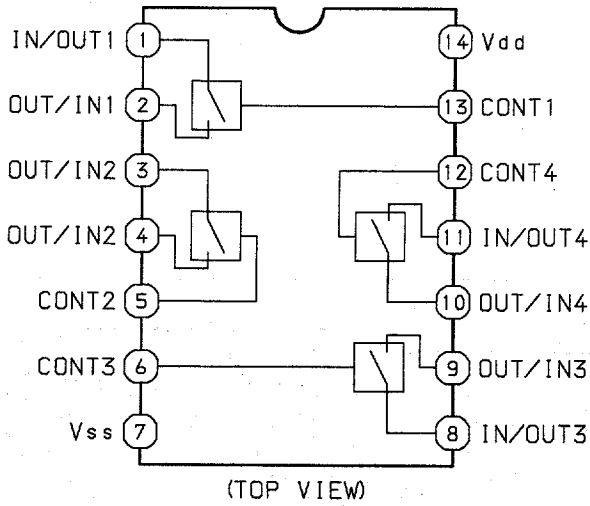 IN/OUT1 1
14 Vdd
OUT/IN1 2
13 CONT1
OUT/IN2 3
12 CONT4
OUT/IN2 4
11 IN/OUT4
CONT2 5
10 OUT/IN4
CONT3 6
9 OUT/IN3
Vss 7
8 IN/OUT3
(TOP VIEW)